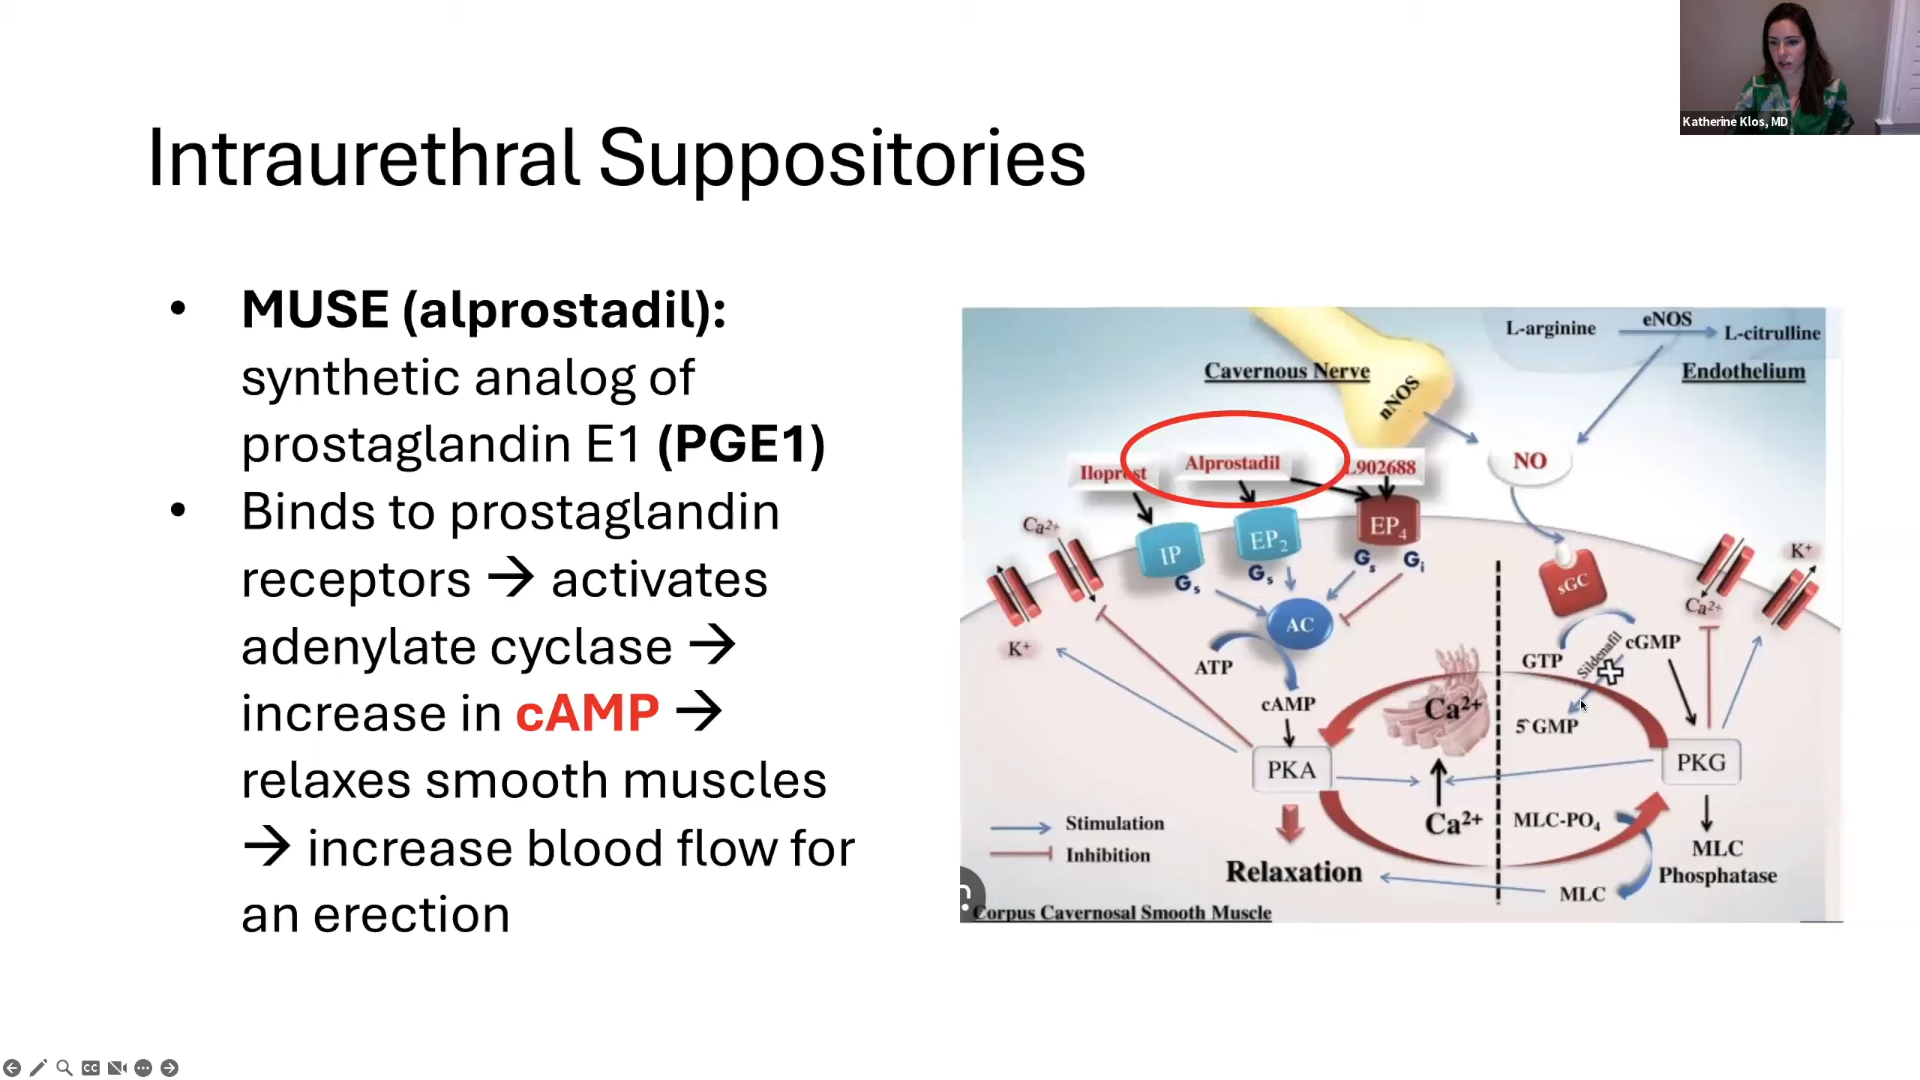 Katherine Klos, MD
Intraurethral Suppositories
• MUSE (alprostadil):
synthetic analog of
prostaglandin E1 (PGE1)
• Binds to prostaglandin
receptors → activates
adenylate cyclase →
increase in cAMP →
relaxes smooth muscles
→ increase blood flow for
an erection
L-arginine
eNOS
L-citrulline
Cavernous Nerve
Endothelium
nNOS
Iloprost
Alprostadil
L902688
NO
Ca²⁺
IP
EP₂
EP₄
Gₛ
Gₛ
Gₛ
Gᵢ
K⁺
sGC
Ca²⁺
K⁺
AC
ATP
cAMP
GTP
Sildenafil
cGMP
5`GMP
Ca²⁺
PKA
PKG
Ca²⁺
MLC-PO₄
MLC
Phosphatase
MLC
Stimulation
Inhibition
Relaxation
Corpus Cavernosal Smooth Muscle
CC